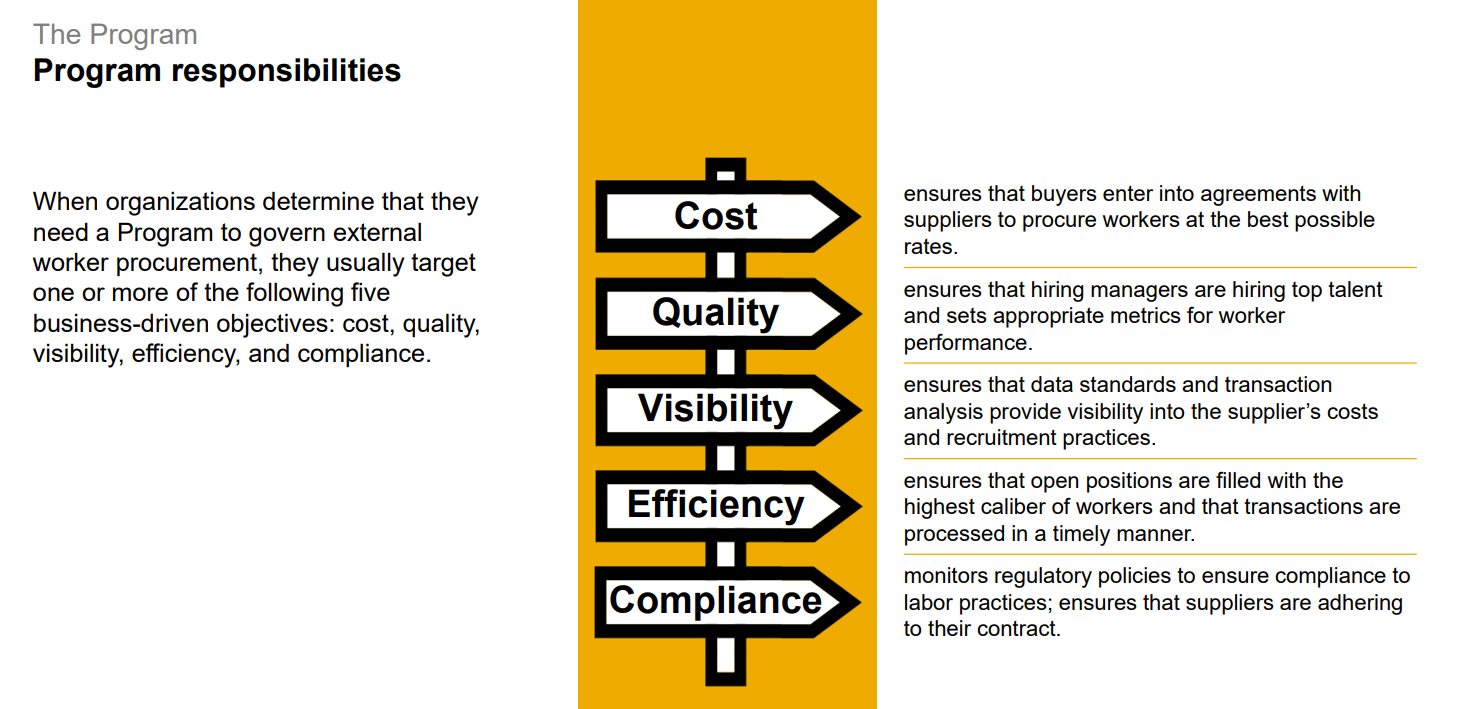 The Program
Program responsibilities
When organizations determine that they
need a Program to govern external
worker procurement, they usually target
one or more of the following five
business-driven objectives: cost, quality,
visibility, efficiency, and compliance.
Cost
ensures that buyers enter into agreements with
suppliers to procure workers at the best possible
rates.
Quality
ensures that hiring managers are hiring top talent
and sets appropriate metrics for worker
performance.
Visibility
ensures that data standards and transaction
analysis provide visibility into the supplier’s costs
and recruitment practices.
Efficiency
ensures that open positions are filled with the
highest caliber of workers and that transactions are
processed in a timely manner.
Compliance
monitors regulatory policies to ensure compliance to
labor practices; ensures that suppliers are adhering
to their contract.